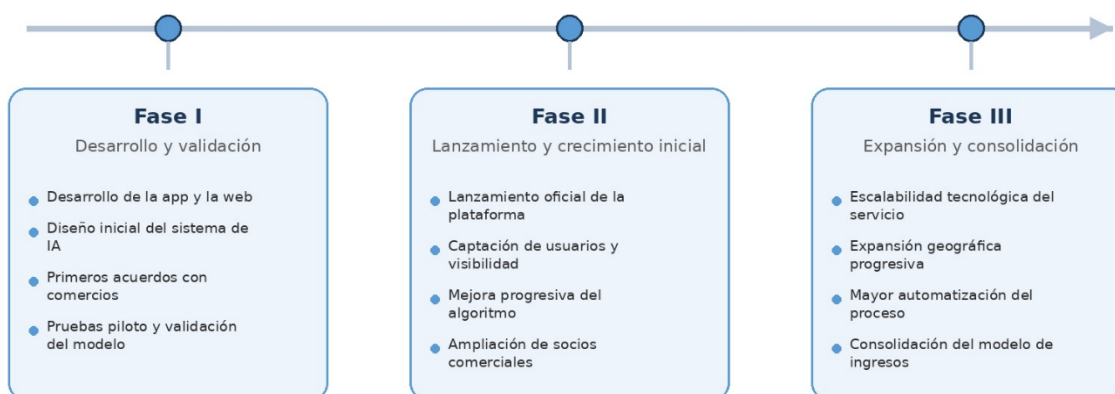 Fase I
Desarrollo y validación
Desarrollo de la app y la web
Diseño inicial del sistema de
IA
Primeros acuerdos con
comercios
Pruebas piloto y validación
del modelo
Fase II
Lanzamiento y crecimiento inicial
Lanzamiento oficial de la
plataforma
Captación de usuarios y
visibilidad
Mejora progresiva del
algoritmo
Ampliación de socios
comerciales
Fase III
Expansión y consolidación
Escalabilidad tecnológica del
servicio
Expansión geográfica
progresiva
Mayor automatización del
proceso
Consolidación del modelo de
ingresos